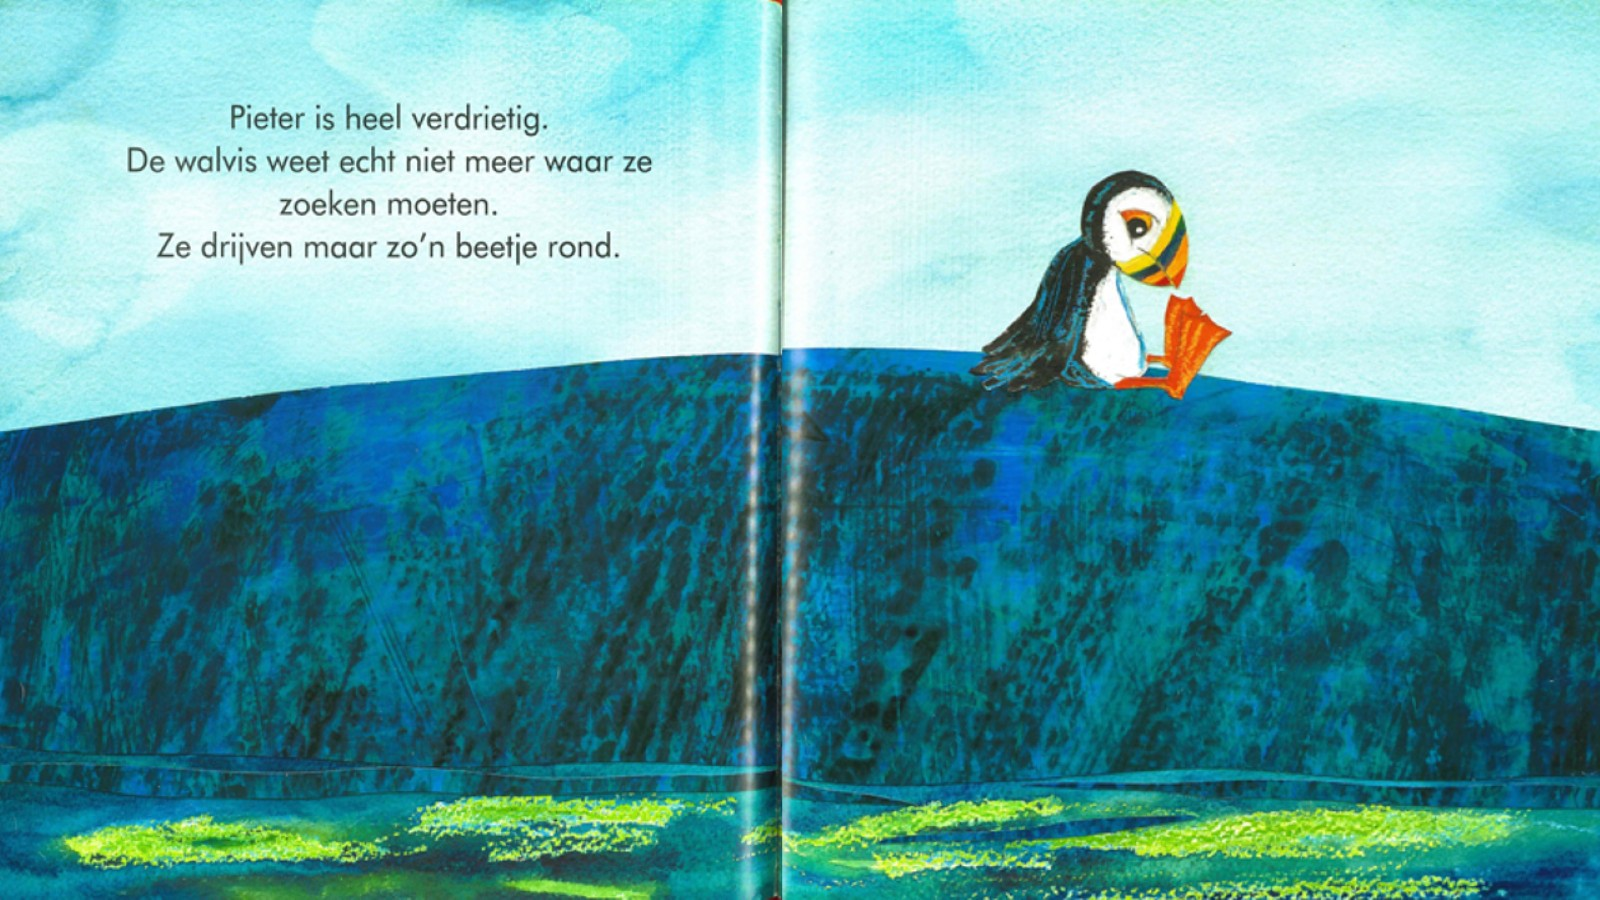 Pieter is heel verdrietig.
De walvis weet echt niet meer waar ze
zoeken moeten.
Ze drijven maar zo’n beetje rond.